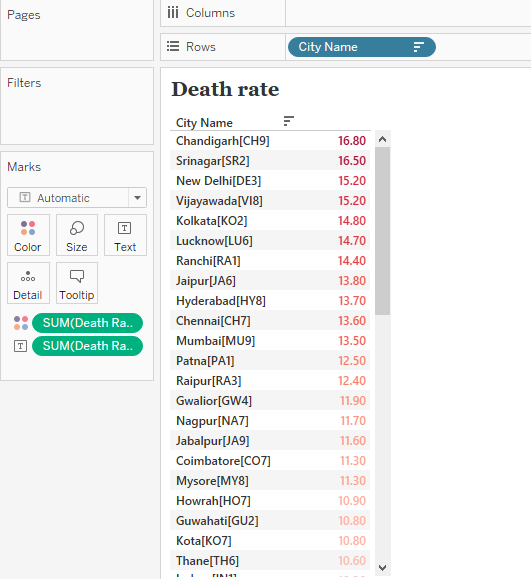 Pages
Columns
Rows
City Name
Filters
Death rate
City Name
Chandigarh[CH9] 16.80
Srinagar[SR2] 16.50
New Delhi[DE3] 15.20
Vijayawada[VI8] 15.20
Kolkata[KO2] 14.80
Lucknow[LU6] 14.70
Ranchi[RA1] 14.40
Jaipur[JA6] 13.80
Hyderabad[HY8] 13.70
Chennai[CH7] 13.60
Mumbai[MU9] 13.50
Patna[PA1] 12.50
Raipur[RA3] 12.40
Gwalior[GW4] 11.90
Nagpur[NA7] 11.70
Jabalpur[JA9] 11.60
Coimbatore[CO7] 11.30
Mysore[MY8] 11.30
Howrah[HO7] 10.90
Guwahati[GU2] 10.80
Kota[KO7] 10.80
Thane[TH6] 10.60
Marks
T Automatic
Color Size Text
Detail Tooltip
SUM(Death Ra..
T SUM(Death Ra..